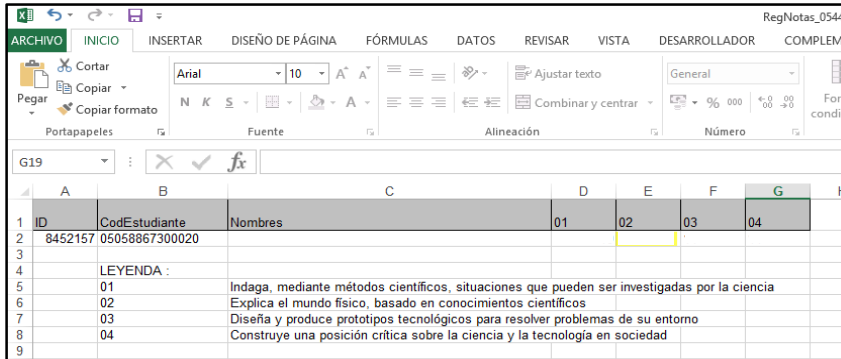 RegNotas_054
ARCHIVO INICIO INSERTAR DISEÑO DE PÁGINA FÓRMULAS DATOS REVISAR VISTA DESARROLLADOR COMPLEM
Cortar
Copiar
Copiar formato
Pegar
Portapapeles
Arial 10
N K S
Fuente
Ajustar texto
Combinar y centrar
Alineación
General
% 000
Número
For
condi
G19 fx
A B C D E F G
1 ID CodEstudiante Nombres 01 02 03 04
2 8452157 05058867300020
3
4 LEYENDA :
5 01 Indaga, mediante métodos científicos, situaciones que pueden ser investigadas por la ciencia
6 02 Explica el mundo físico, basado en conocimientos científicos
7 03 Diseña y produce prototipos tecnológicos para resolver problemas de su entorno
8 04 Construye una posición crítica sobre la ciencia y la tecnología en sociedad
9